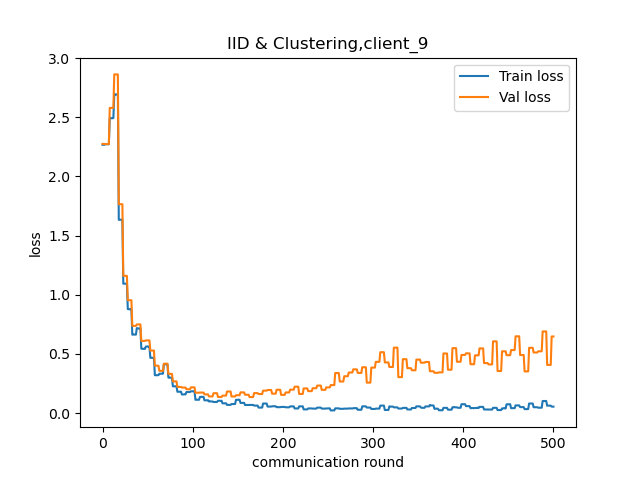 IID & Clustering,client_9
Train loss
Val loss
3.0
2.5
2.0
1.5
1.0
0.5
0.0
loss
0
100
200
300
400
500
communication round